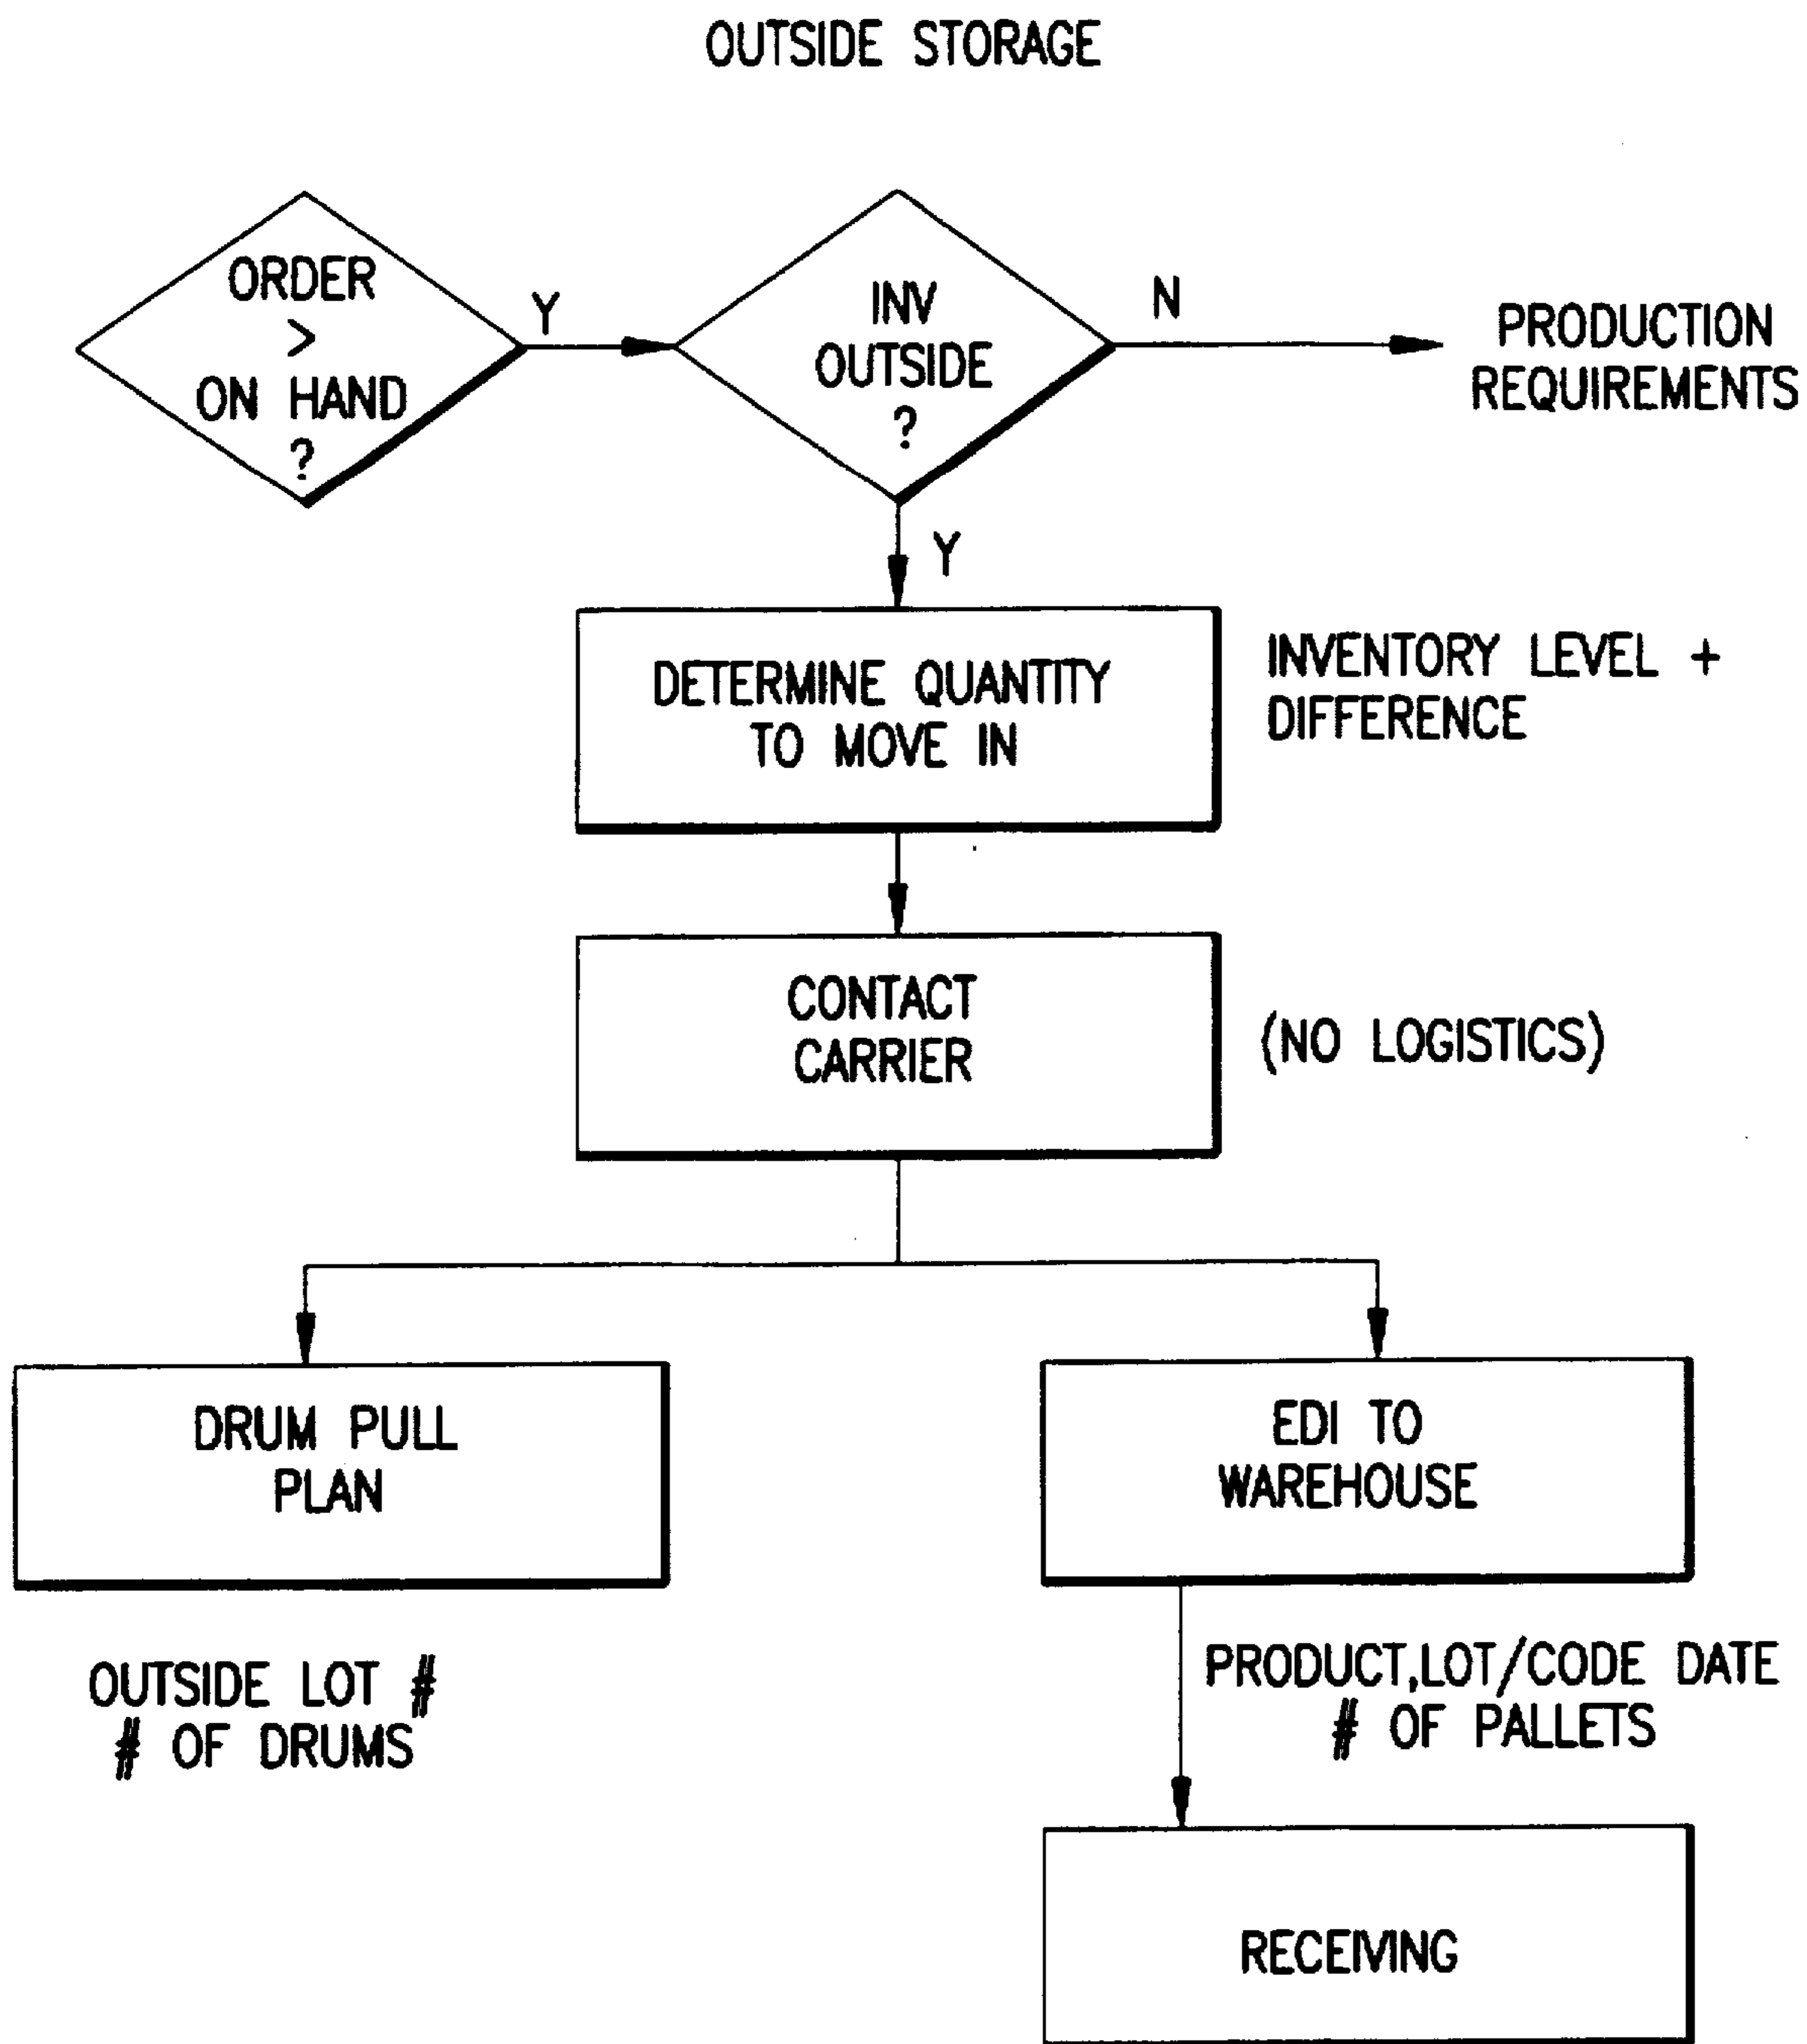 OUTSIDE STORAGE
ORDER
>
ON HAND
?
Y
INV
OUTSIDE
?
N
PRODUCTION
REQUIREMENTS
Y
DETERMINE QUANTITY
TO MOVE IN
INVENTORY LEVEL +
DIFFERENCE
CONTACT
CARRIER
(NO LOGISTICS)
DRUM PULL
PLAN
OUTSIDE LOT #
# OF DRUMS
EDI TO
WAREHOUSE
PRODUCT,LOT/CODE DATE
# OF PALLETS
RECEIVING